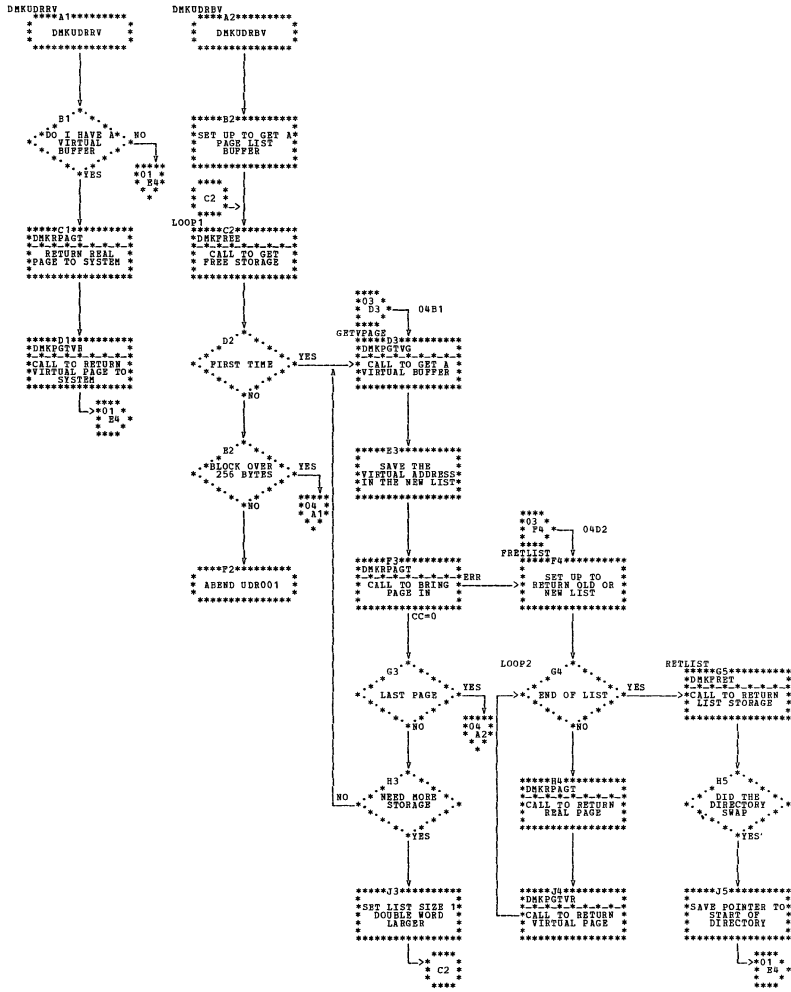 DMKUDRRV
A1
DMKUDRRV
B1
DO I HAVE A
VIRTUAL
BUFFER
NO
01
E4
YES
C1
DMKRPAGT
RETURN REAL
PAGE TO SYSTEM
D1
DMKPGTVR
CALL TO RETURN
VIRTUAL PAGE TO
SYSTEM
01
E4
DMKUDRBV
A2
DMKUDRBV
B2
SET UP TO GET A
PAGE LIST
BUFFER
C2
LOOP1
C2
DMKFREE
CALL TO GET
FREE STORAGE
D2
FIRST TIME
YES
NO
E2
BLOCK OVER
256 BYTES
YES
04
A1
NO
F2
ABEND UDR001
03
D3
04B1
GETVPAGE
D3
DMKPGTVG
CALL TO GET A
VIRTUAL BUFFER
E3
SAVE THE
VIRTUAL ADDRESS
IN THE NEW LIST
F3
DMKRPAGT
CALL TO BRING
PAGE IN
ERR
CC=0
G3
LAST PAGE
YES
04
A2
NO
H3
NEED MORE
STORAGE
NO
YES
J3
SET LIST SIZE 1
DOUBLE WORD
LARGER
C2
03
F4
04D2
FRETLIST
F4
SET UP TO
RETURN OLD OR
NEW LIST
LOOP2
G4
END OF LIST
YES
NO
H4
DMKRPAGT
CALL TO RETURN
REAL PAGE
J4
DMKPGTVR
CALL TO RETURN
VIRTUAL PAGE
RETLIST
G5
DMKFRET
CALL TO RETURN
LIST STORAGE
H5
DID THE
DIRECTORY
SWAP
YES
J5
SAVE POINTER TO
START OF
DIRECTORY
01
E4